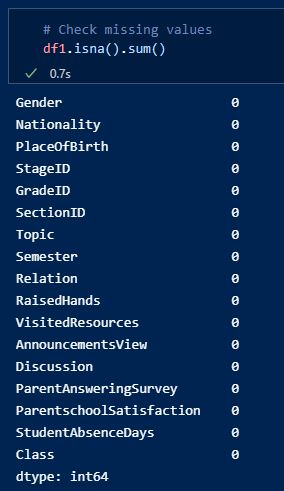 # Check missing values
df1.isna().sum()
✓ 0.7s
Gender 0
Nationality 0
PlaceOfBirth 0
StageID 0
GradeID 0
SectionID 0
Topic 0
Semester 0
Relation 0
RaisedHands 0
VisitedResources 0
AnnouncementsView 0
Discussion 0
ParentAnsweringSurvey 0
ParentschoolSatisfaction 0
StudentAbsenceDays 0
Class 0
dtype: int64